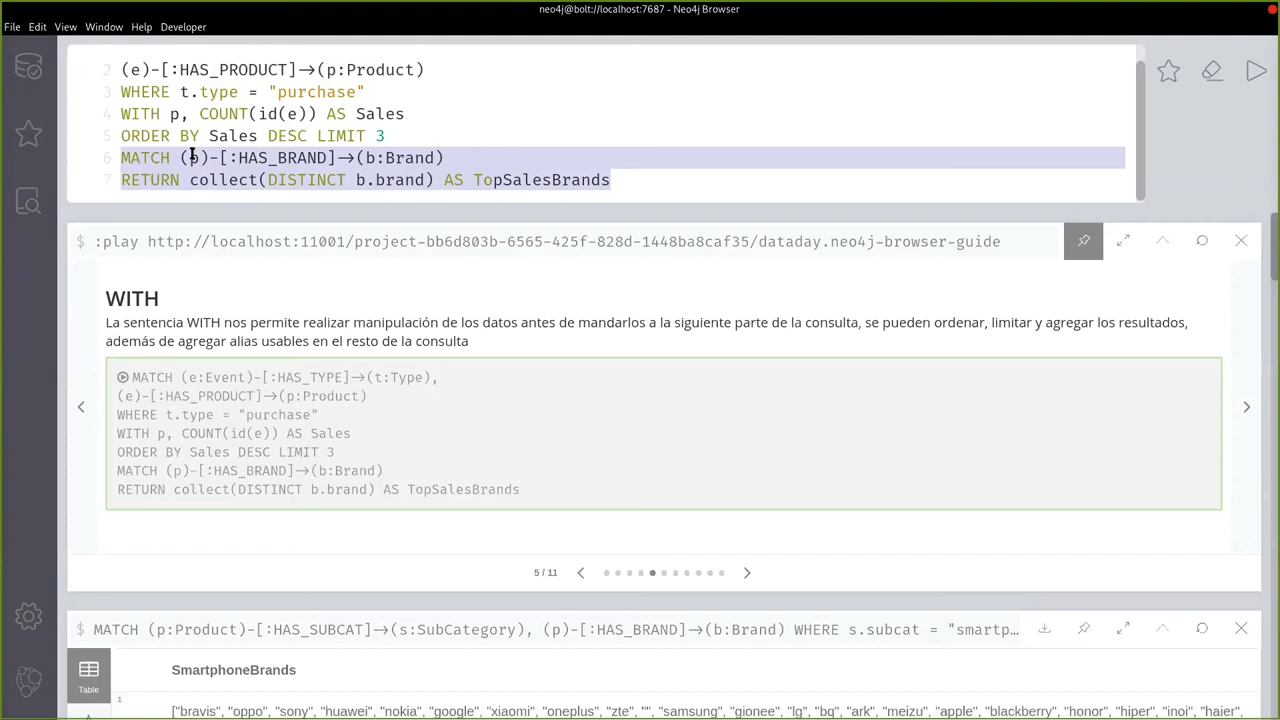 neo4j@bolt://localhost:7687 - Neo4j Browser
File Edit View Window Help Developer
2 (e)-[:HAS_PRODUCT]→(p:Product)
3 WHERE t.type = "purchase"
4 WITH p, COUNT(id(e)) AS Sales
5 ORDER BY Sales DESC LIMIT 3
6 MATCH (p)-[:HAS_BRAND]→(b:Brand)
7 RETURN collect(DISTINCT b.brand) AS TopSalesBrands
$ :play http://localhost:11001/project-bb6d803b-6565-425f-828d-1448ba8caf35/dataday.neo4j-browser-guide
WITH
La sentencia WITH nos permite realizar manipulación de los datos antes de mandarlos a la siguiente parte de la consulta, se pueden ordenar, limitar y agregar los resultados,
además de agregar alias usables en el resto de la consulta
MATCH (e:Event)-[:HAS_TYPE]→(t:Type),
(e)-[:HAS_PRODUCT]→(p:Product)
WHERE t.type = "purchase"
WITH p, COUNT(id(e)) AS Sales
ORDER BY Sales DESC LIMIT 3
MATCH (p)-[:HAS_BRAND]→(b:Brand)
RETURN collect(DISTINCT b.brand) AS TopSalesBrands
5 / 11
$ MATCH (p:Product)-[:HAS_SUBCAT]→(s:SubCategory), (p)-[:HAS_BRAND]→(b:Brand) WHERE s.subcat = "smartp…
Table
SmartphoneBrands
1
["bravis", "oppo", "sony", "huawei", "nokia", "google", "xiaomi", "oneplus", "zte", "", "samsung", "gionee", "lg", "bq", "ark", "meizu", "apple", "blackberry", "honor", "hiper", "inoi", "haier",